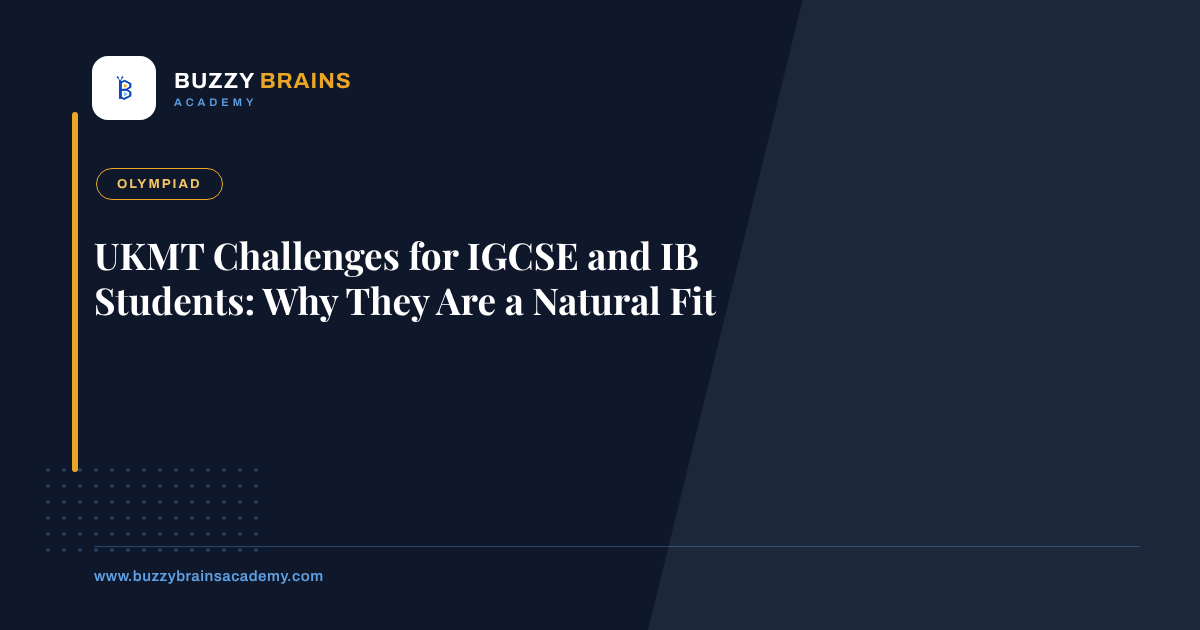 BUZZY BRAINS
ACADEMY
OLYMPIAD
UKMT Challenges for IGCSE and IB
Students: Why They Are a Natural Fit
www.buzzybrainsacademy.com